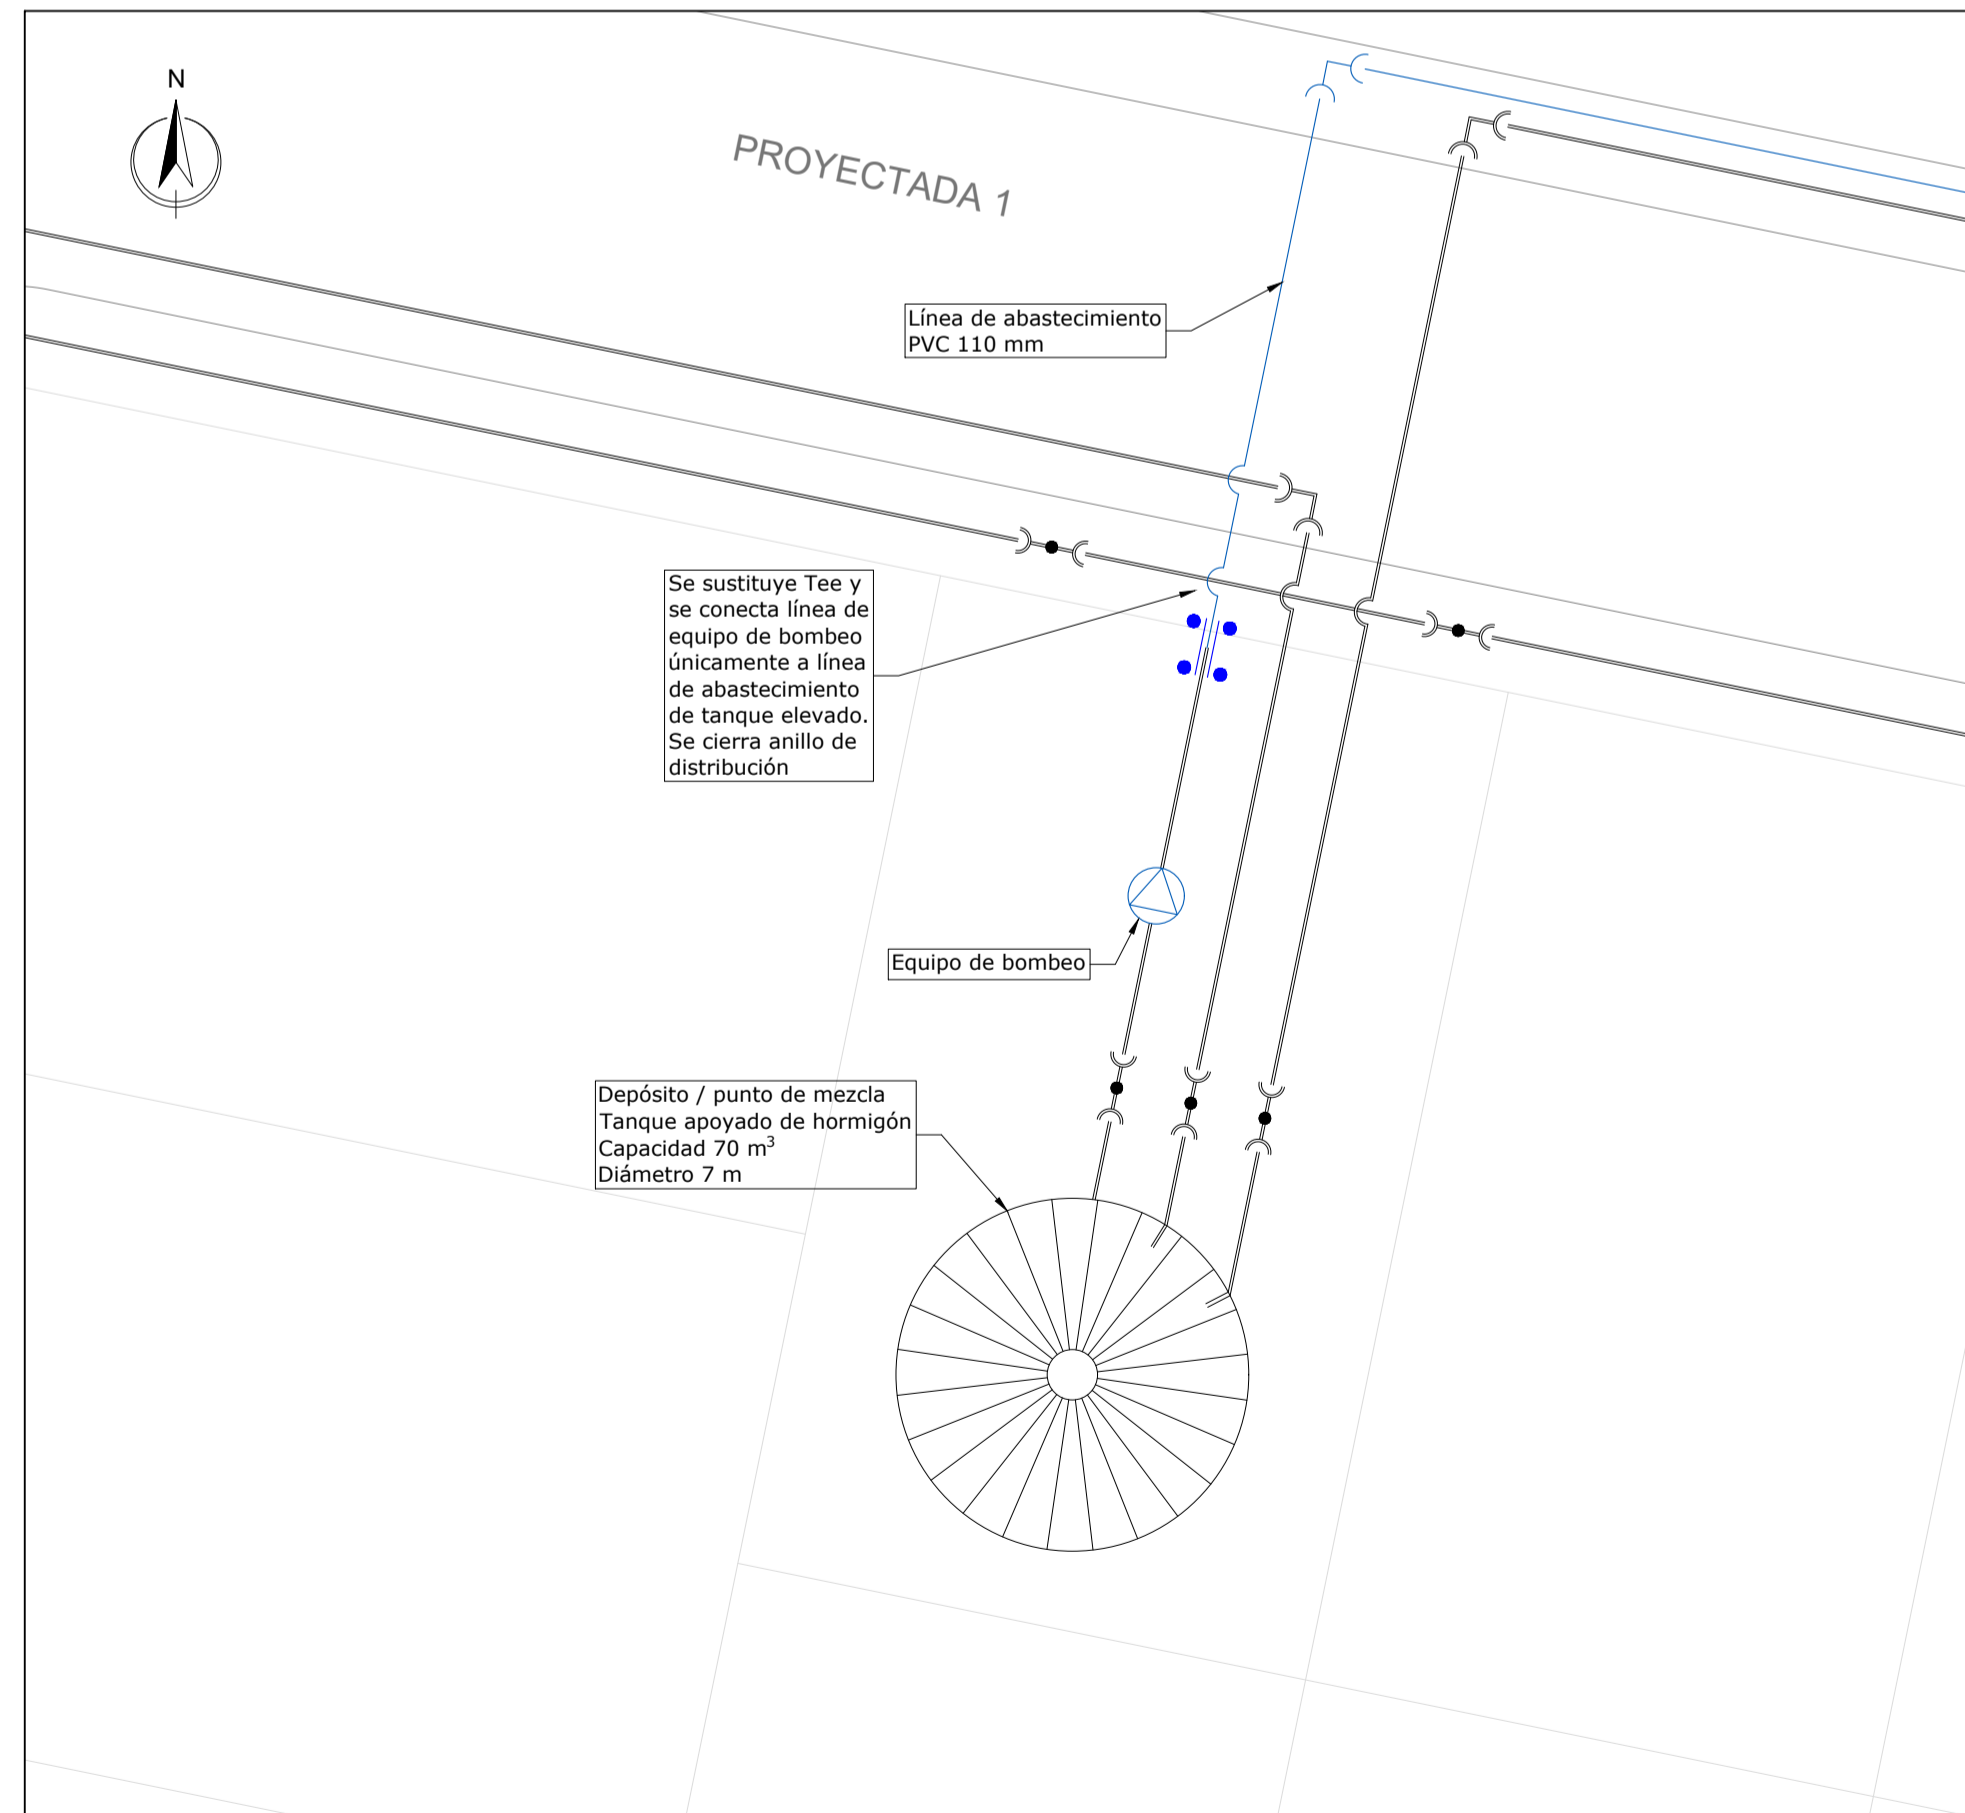 N
PROYECTADA 1
Línea de abastecimiento
PVC 110 mm
Se sustituye Tee y
se conecta línea de
equipo de bombeo
únicamente a línea
de abastecimiento
de tanque elevado.
Se cierra anillo de
distribución
Equipo de bombeo
Depósito / punto de mezcla
Tanque apoyado de hormigón
Capacidad 70 m³
Diámetro 7 m